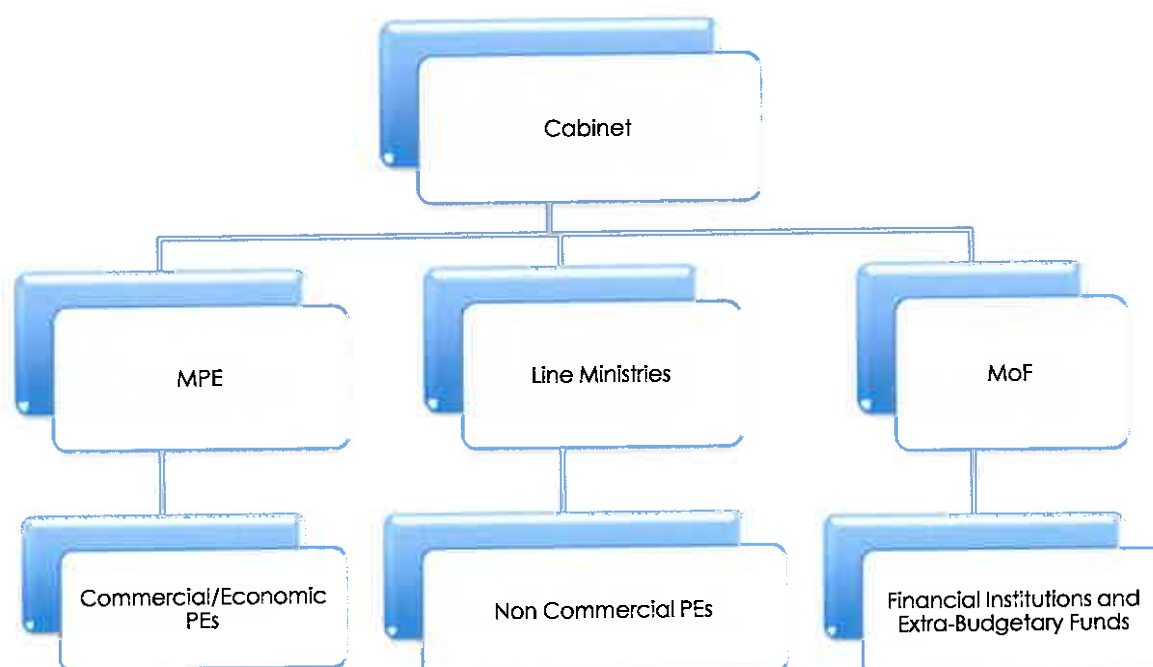 Cabinet
MPE
Line Ministries
MoF
Commercial/Economic
PEs
Non Commercial PEs
Financial Institutions and
Extra-Budgetary Funds